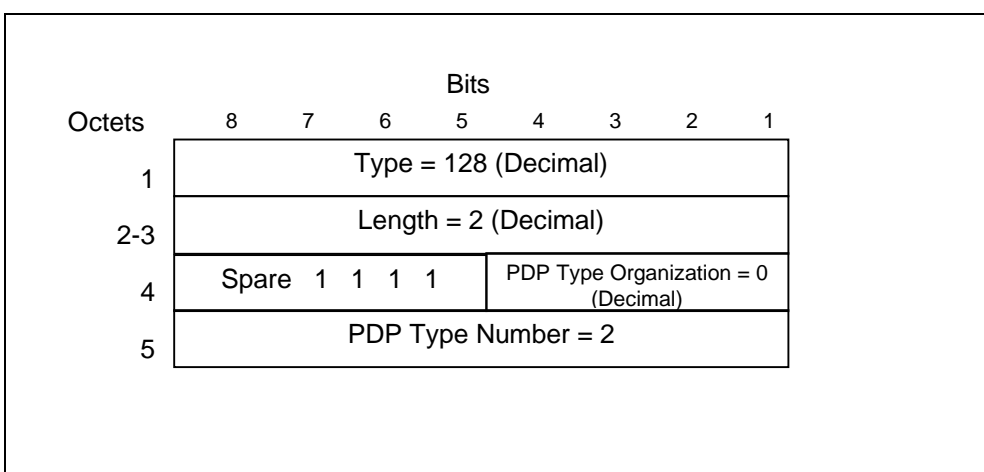 Bits
Octets 8 7 6 5 4 3 2 1
1 Type = 128 (Decimal)
2-3 Length = 2 (Decimal)
4 Spare 1 1 1 1 PDP Type Organization = 0
(Decimal)
5 PDP Type Number = 2